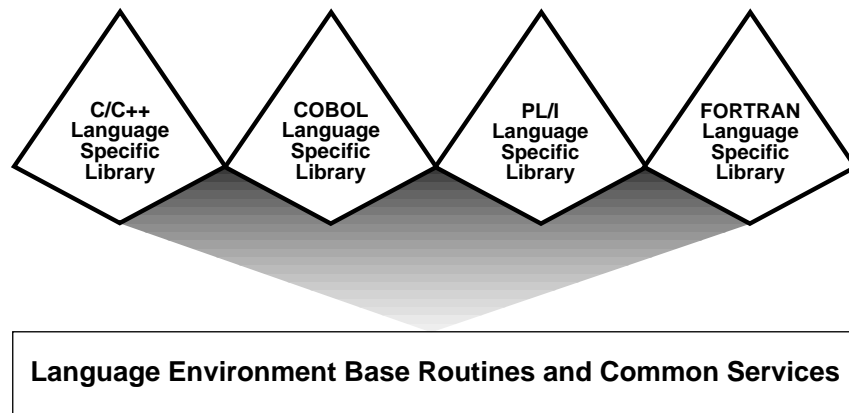 C/C++
Language
Specific
Library
COBOL
Language
Specific
Library
PL/I
Language
Specific
Library
FORTRAN
Language
Specific
Library
Language Environment Base Routines and Common Services